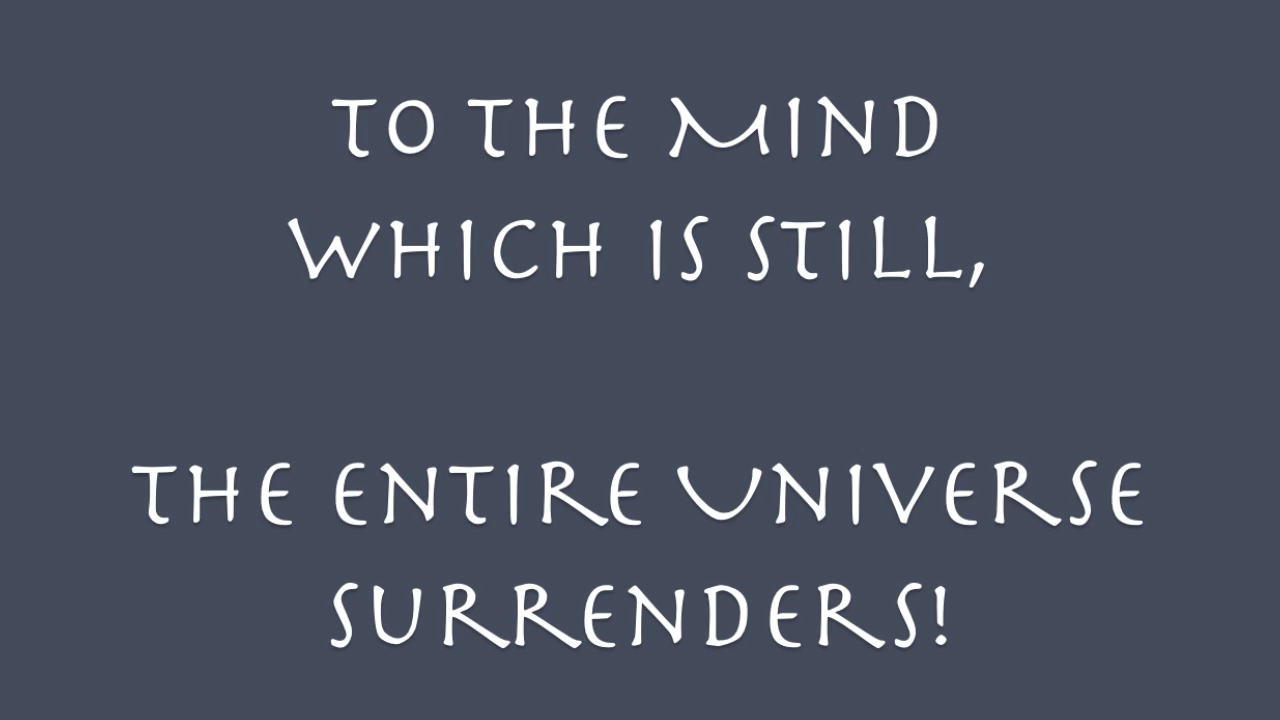 TO THE MIND
WHICH IS STILL,
THE ENTIRE UNIVERSE
SURRENDERS!